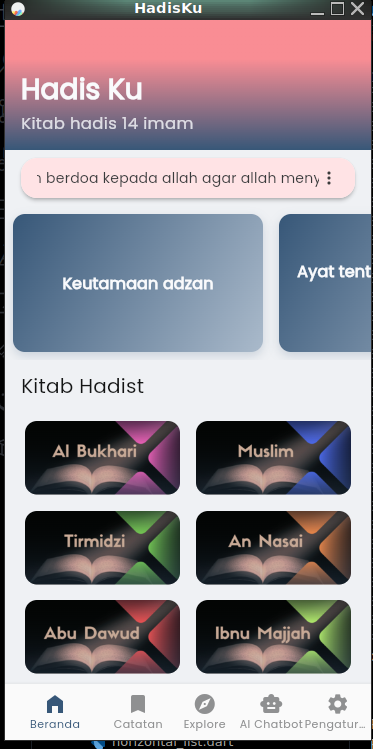 HadisKu
Hadis Ku
Kitab hadis 14 imam
berdoa kepada allah agar allah meny
Keutamaan adzan
Ayat tent
Kitab Hadist
Al Bukhari
Muslim
Tirmidzi
An Nasai
Abu Dawud
Ibnu Majjah
Beranda
Catatan
Explore
AI Chatbot
Pengatur...
horizontal_list.dart